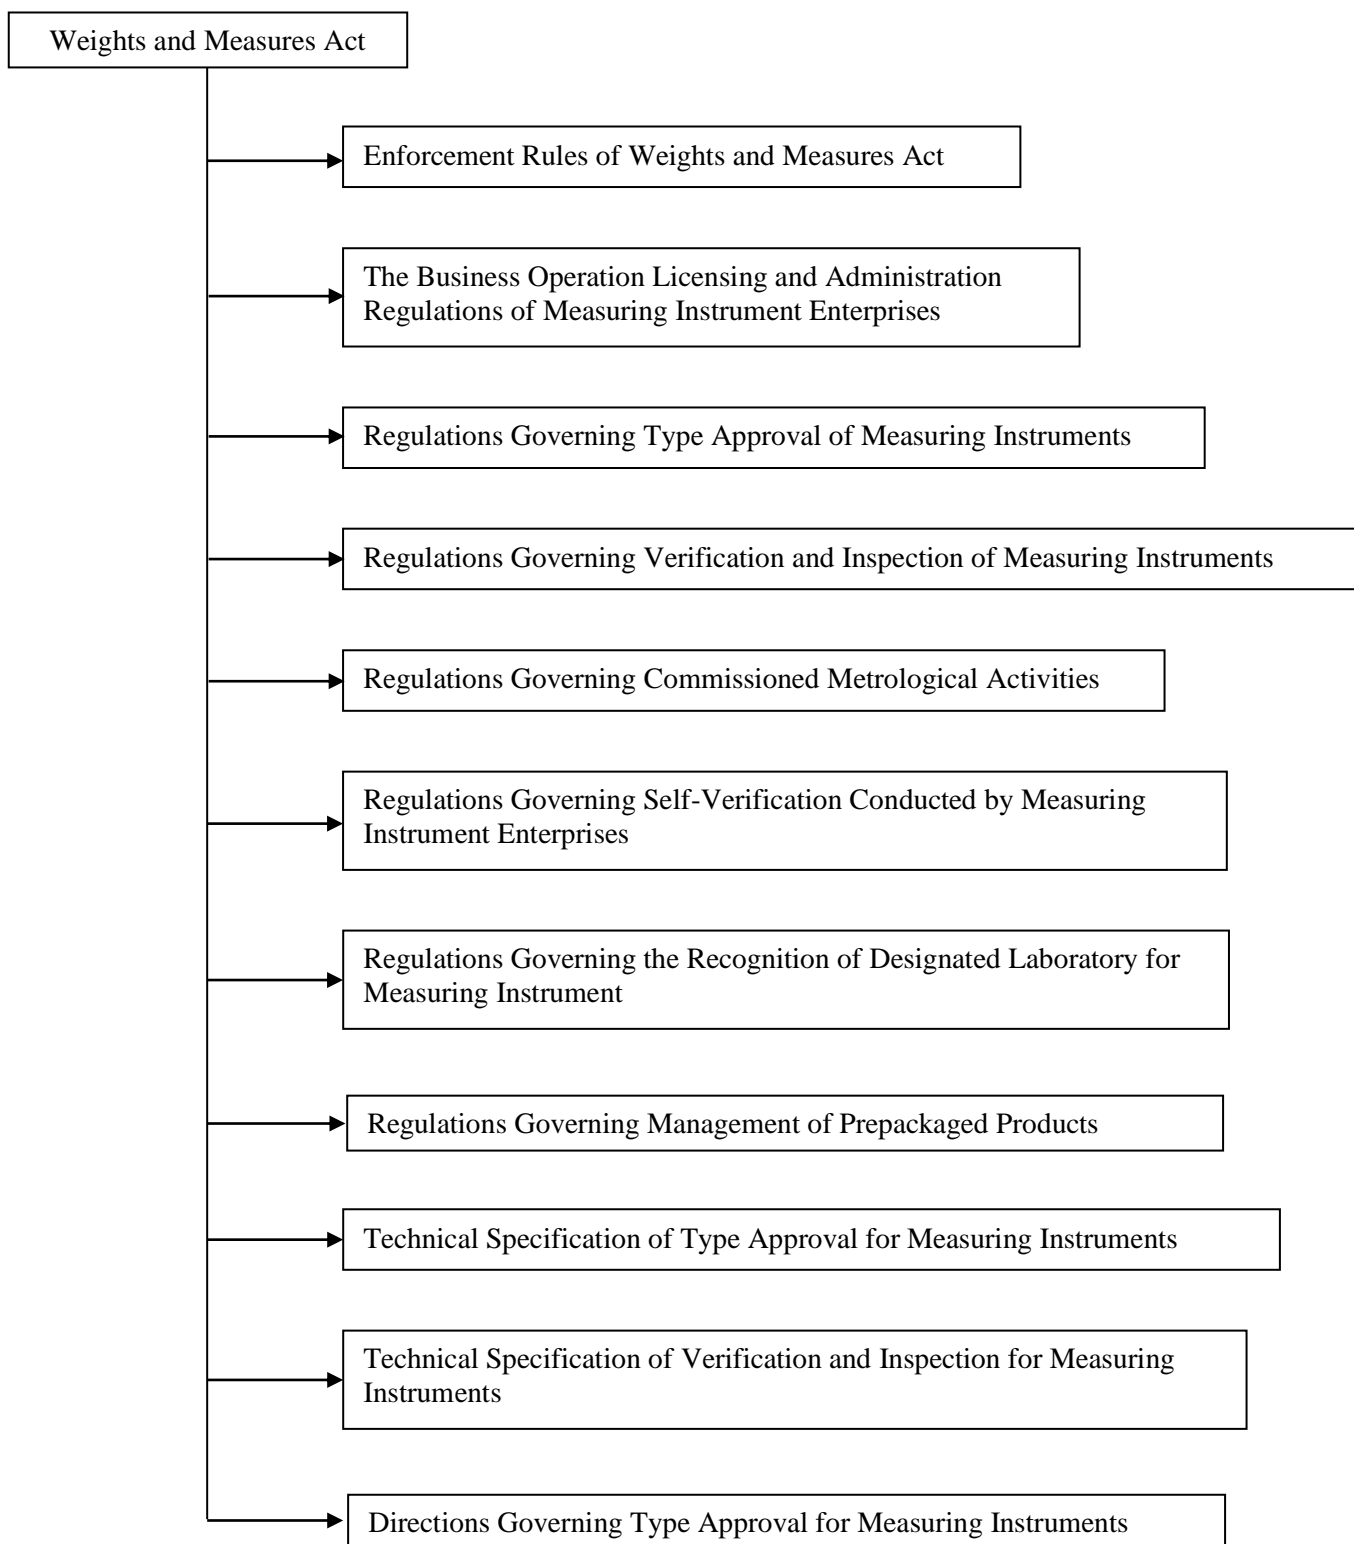 Weights and Measures Act
Enforcement Rules of Weights and Measures Act
The Business Operation Licensing and Administration
Regulations of Measuring Instrument Enterprises
Regulations Governing Type Approval of Measuring Instruments
Regulations Governing Verification and Inspection of Measuring Instruments
Regulations Governing Commissioned Metrological Activities
Regulations Governing Self-Verification Conducted by Measuring
Instrument Enterprises
Regulations Governing the Recognition of Designated Laboratory for
Measuring Instrument
Regulations Governing Management of Prepackaged Products
Technical Specification of Type Approval for Measuring Instruments
Technical Specification of Verification and Inspection for Measuring
Instruments
Directions Governing Type Approval for Measuring Instruments